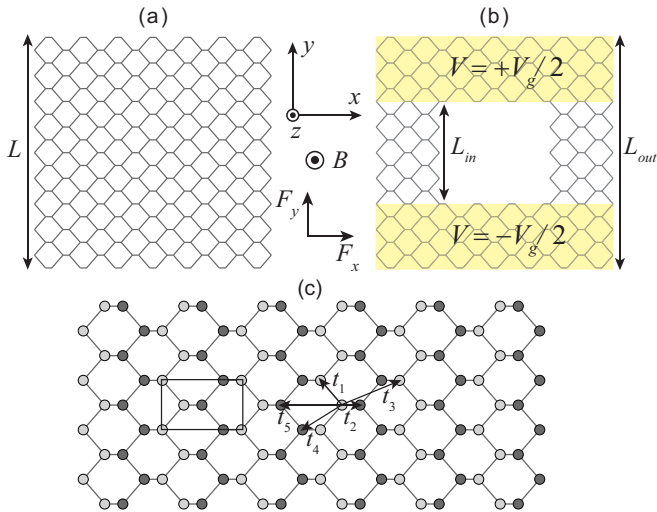 (a)
(b)
L
y
x
z
B
F_y
F_x
V=+V_g/2
L_in
L_out
V=−V_g/2
(c)
t_1
t_3
t_5
t_2
t_4